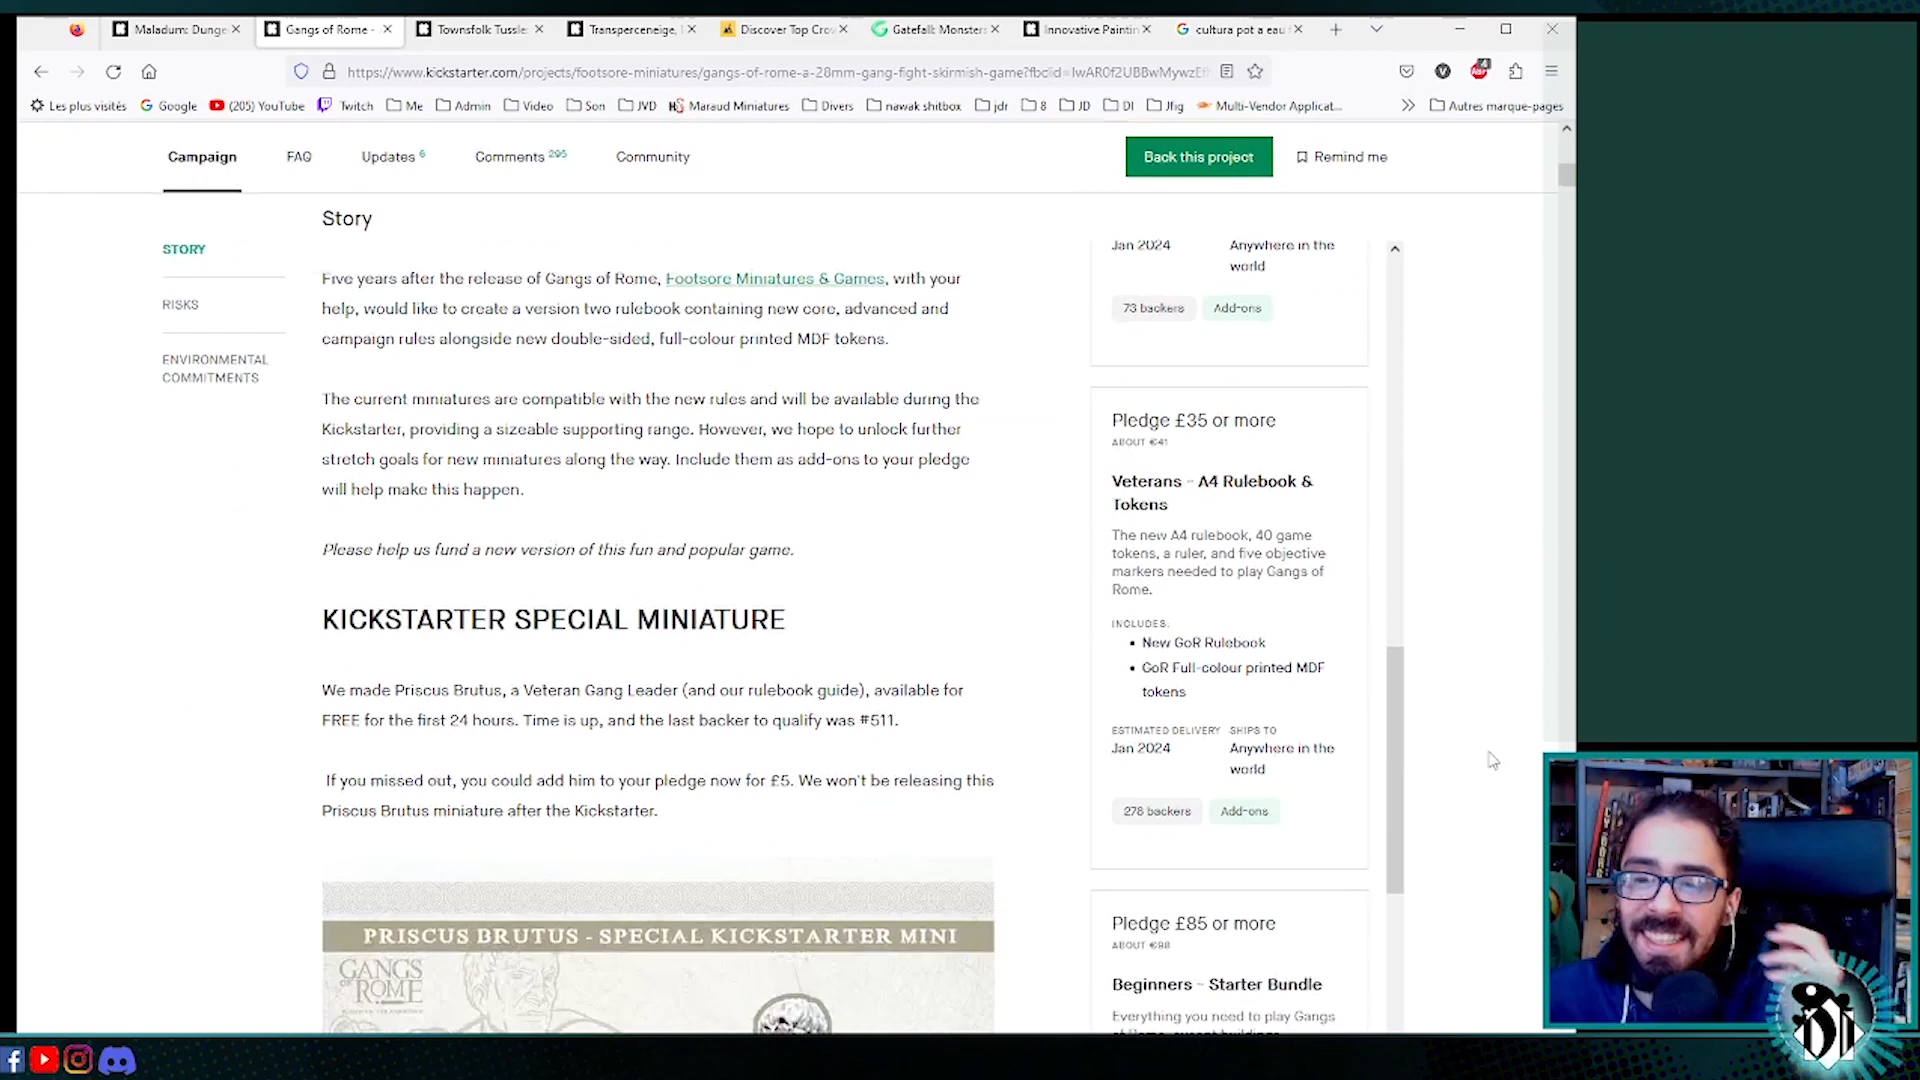 Maladum: Dunge
Gangs of Rome -
Townsfolk Tussle
Transperceneige,
Discover Top Cro
Gatefall: Monsters
Innovative Paintin
cultura pot a eau
https://www.kickstarter.com/projects/footsore-miniatures/gangs-of-rome-a-28mm-gang-fight-skirmish-game?fbclid=IwAR0f2UBBwMywzE
4
Les plus visités
Google
(205) YouTube
Twitch
Me
Admin
Video
Son
JVD
Maraud Miniatures
Divers
nawak shitbox
jdr
8
JD
DI
Jfig
Multi-Vendor Applicat...
Autres marque-pages
Campaign
FAQ
Updates 6
Comments 295
Community
Back this project
Remind me
STORY
RISKS
ENVIRONMENTAL
COMMITMENTS
Story
Five years after the release of Gangs of Rome, Footsore Miniatures & Games, with your
help, would like to create a version two rulebook containing new core, advanced and
campaign rules alongside new double-sided, full-colour printed MDF tokens.
The current miniatures are compatible with the new rules and will be available during the
Kickstarter, providing a sizeable supporting range. However, we hope to unlock further
stretch goals for new miniatures along the way. Include them as add-ons to your pledge
will help make this happen.
Please help us fund a new version of this fun and popular game.
KICKSTARTER SPECIAL MINIATURE
We made Priscus Brutus, a Veteran Gang Leader (and our rulebook guide), available for
FREE for the first 24 hours. Time is up, and the last backer to qualify was #511.
If you missed out, you could add him to your pledge now for £5. We won't be releasing this
Priscus Brutus miniature after the Kickstarter.
PRISCUS BRUTUS - SPECIAL KICKSTARTER MINI
GANGS
OF ROME
Jan 2024
Anywhere in the
world
73 backers
Add-ons
Pledge £35 or more
ABOUT €41
Veterans - A4 Rulebook &
Tokens
The new A4 rulebook, 40 game
tokens, a ruler, and five objective
markers needed to play Gangs of
Rome.
INCLUDES:
• New GoR Rulebook
• GoR Full-colour printed MDF
tokens
ESTIMATED DELIVERY
SHIPS TO
Jan 2024
Anywhere in the
world
278 backers
Add-ons
Pledge £85 or more
ABOUT €98
Beginners - Starter Bundle
Everything you need to play Gangs
of Rome, except buildings